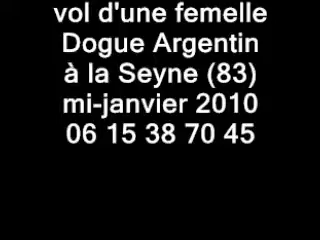 vol d'une femelle
Dogue Argentin
à la Seyne (83)
mi-janvier 2010
06 15 38 70 45